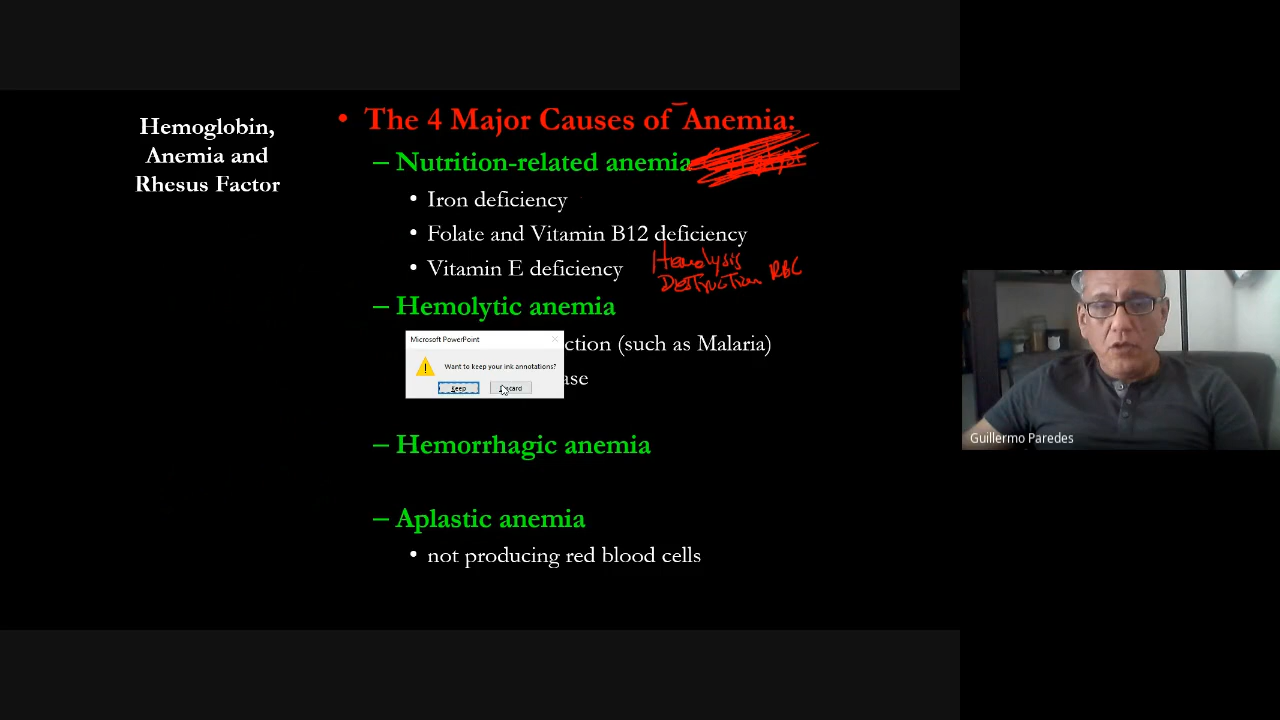 Hemoglobin,
Anemia and
Rhesus Factor
• The 4 Major Causes of Anemia:
– Nutrition-related anemia
• Iron deficiency
• Folate and Vitamin B12 deficiency
• Vitamin E deficiency
Hemolysis
Destruction RBC
– Hemolytic anemia
ction (such as Malaria)
ase
Microsoft PowerPoint
Want to keep your ink annotations?
Keep
– Hemorrhagic anemia
– Aplastic anemia
• not producing red blood cells
Guillermo Paredes